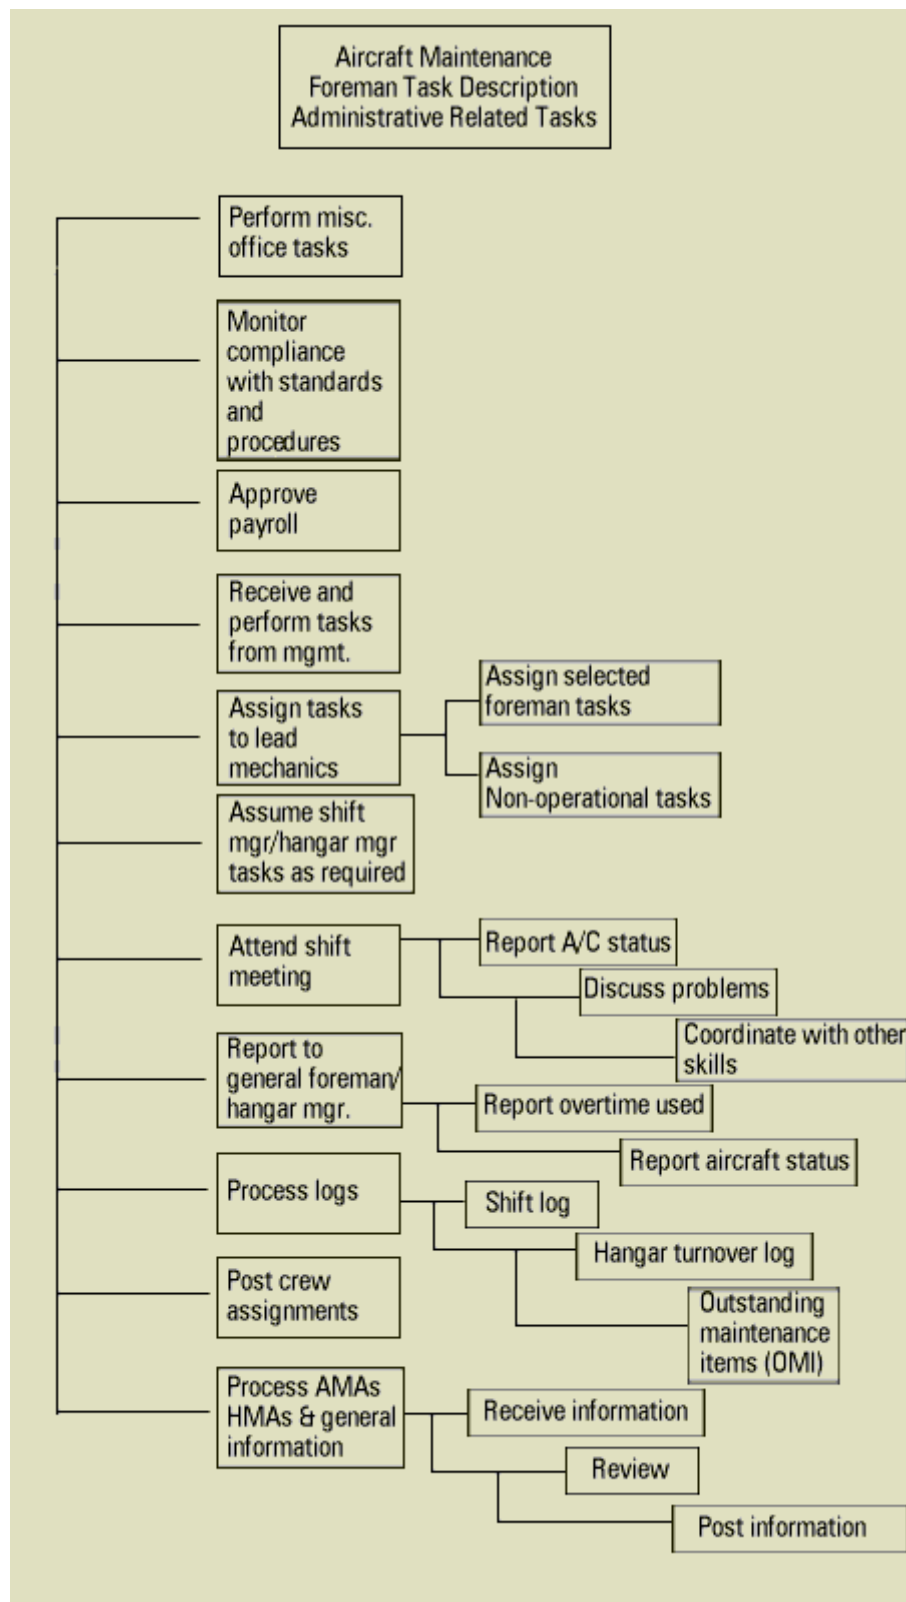 Aircraft Maintenance
Foreman Task Description
Administrative Related Tasks
Perform misc.
office tasks
Monitor
compliance
with standards
and
procedures
Approve
payroll
Receive and
perform tasks
from mgmt.
Assign tasks
to lead
mechanics
Assign selected
foreman tasks
Assign
Non-operational tasks
Assume shift
mgr/hangar mgr
tasks as required
Attend shift
meeting
Report A/C status
Discuss problems
Coordinate with other
skills
Report to
general foreman/
hangar mgr.
Report overtime used
Report aircraft status
Process logs
Shift log
Hangar turnover log
Outstanding
maintenance
items (OMI)
Post crew
assignments
Process AMAs
HMAs & general
information
Receive information
Review
Post information